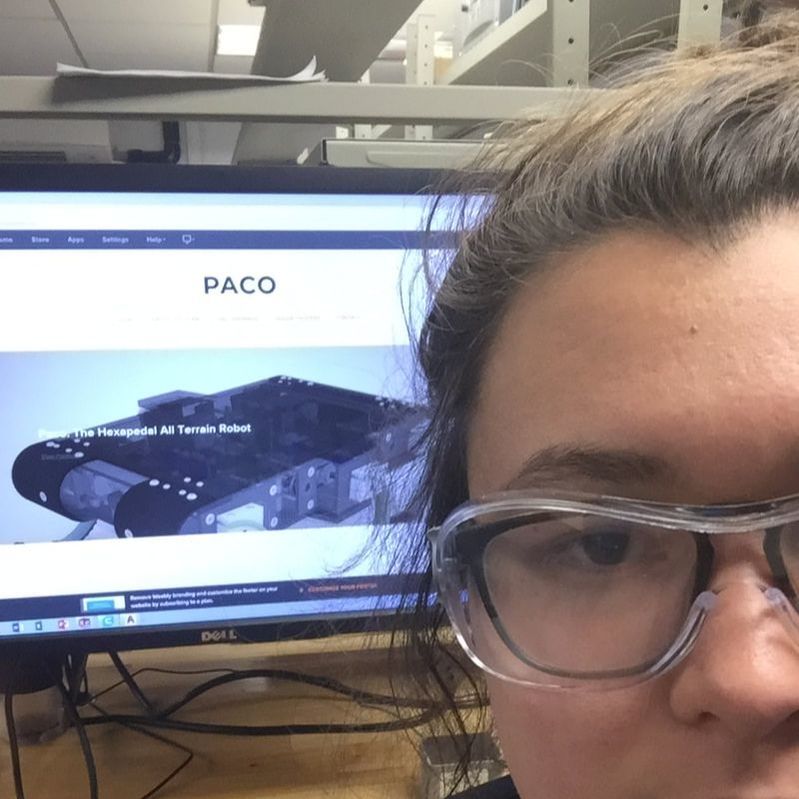 Store Apps Settings Help
PACO
Paco: The Hexapedal All Terrain Robot
Remove Weebly branding and customize the footer on your
website by subscribing to a plan.
CUSTOMIZE YOUR FOOTER
DELL